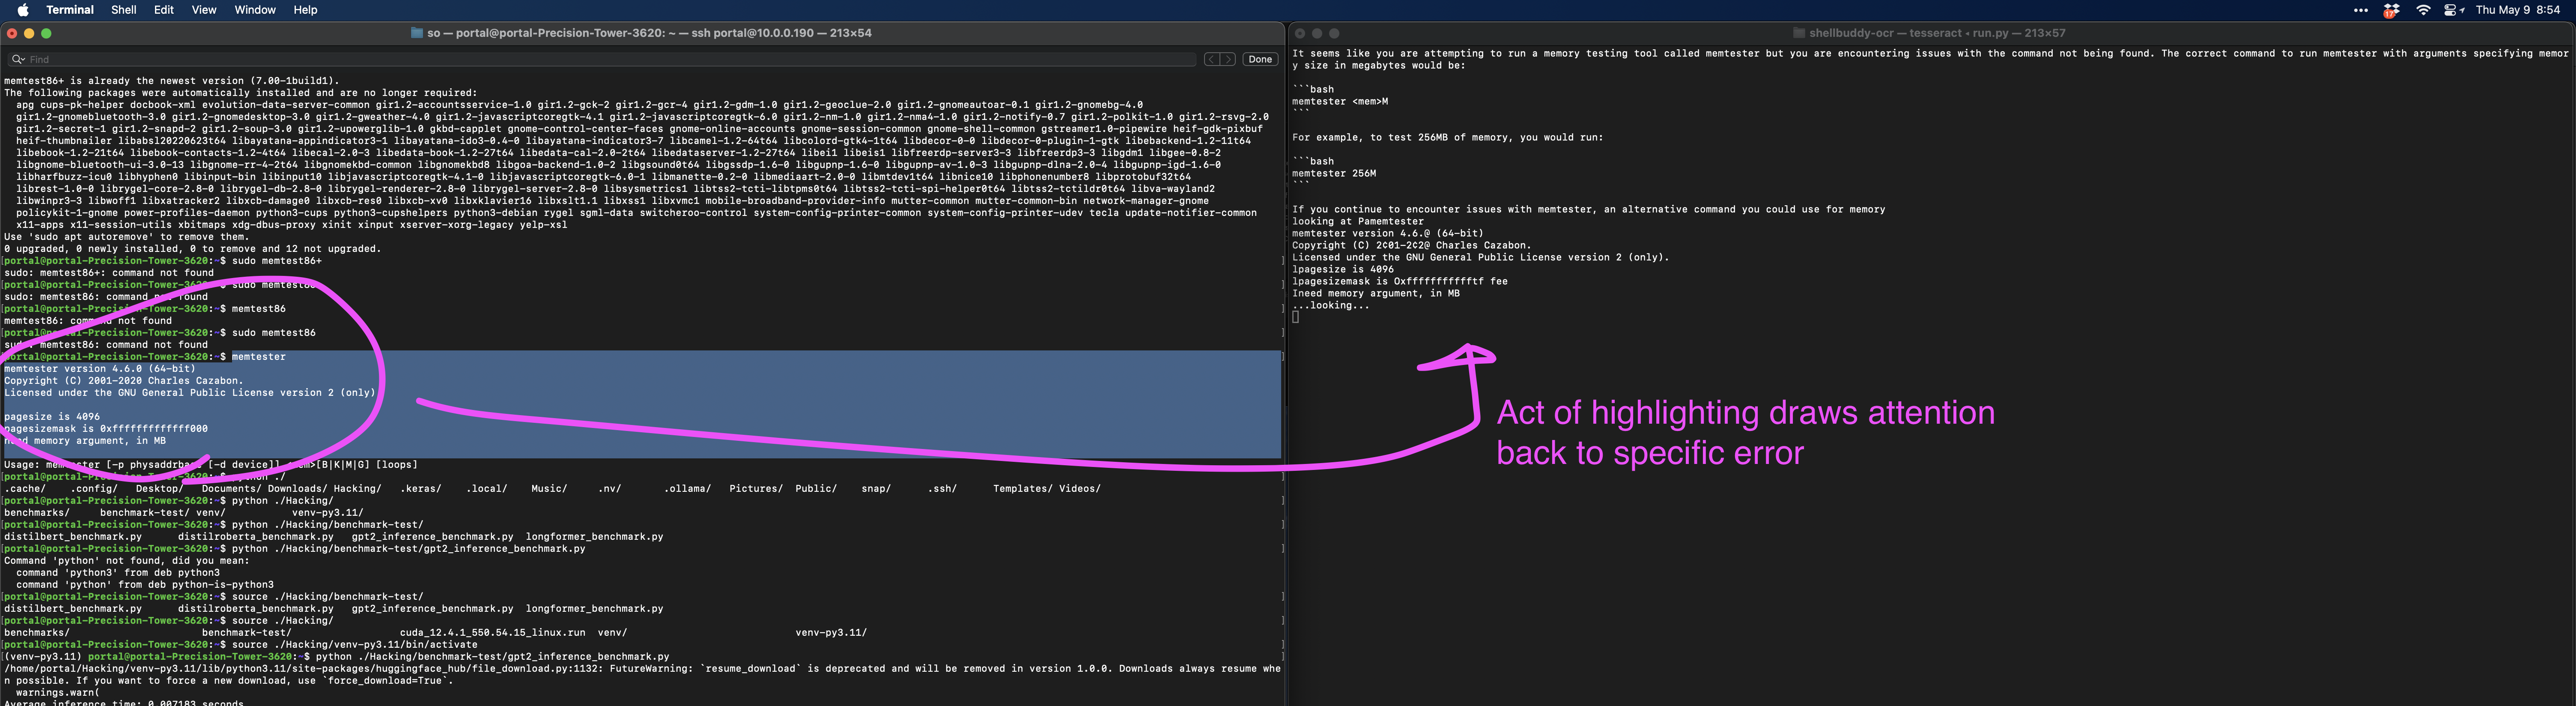 Terminal Shell Edit View Window Help
17
Thu May 9 8:54
so — portal@portal-Precision-Tower-3620: ~ — ssh portal@10.0.0.190 — 213×54
Find
Done
memtest86+ is already the newest version (7.00-1build1).
The following packages were automatically installed and are no longer required:
apg cups-pk-helper docbook-xml evolution-data-server-common gir1.2-accountsservice-1.0 gir1.2-gck-2 gir1.2-gcr-4 gir1.2-gdm-1.0 gir1.2-geoclue-2.0 gir1.2-gnomeautoar-0.1 gir1.2-gnomebg-4.0
gir1.2-gnomebluetooth-3.0 gir1.2-gnomedesktop-3.0 gir1.2-gweather-4.0 gir1.2-javascriptcoregtk-4.1 gir1.2-javascriptcoregtk-6.0 gir1.2-nm-1.0 gir1.2-nma4-1.0 gir1.2-notify-0.7 gir1.2-polkit-1.0 gir1.2-rsvg-2.0
gir1.2-secret-1 gir1.2-snapd-2 gir1.2-soup-3.0 gir1.2-upowerglib-1.0 gkbd-capplet gnome-control-center-faces gnome-online-accounts gnome-session-common gnome-shell-common gstreamer1.0-pipewire heif-gdk-pixbuf
heif-thumbnailer libabsl20220623t64 libayatana-appindicator3-1 libayatana-ido3-0.4-0 libayatana-indicator3-7 libcamel-1.2-64t64 libcolord-gtk4-1t64 libdecor-0-0 libdecor-0-plugin-1-gtk libebackend-1.2-11t64
libebook-1.2-21t64 libebook-contacts-1.2-4t64 libecal-2.0-3 libedata-book-1.2-27t64 libedata-cal-2.0-2t64 libedataserver-1.2-27t64 libei1 libeis1 libfreerdp-server3-3 libfreerdp3-3 libgdm1 libgee-0.8-2
libgnome-bluetooth-ui-3.0-13 libgnome-rr-4-2t64 libgnomekbd-common libgnomekbd8 libgoa-backend-1.0-2 libgsound0t64 libgssdp-1.6-0 libgupnp-1.6-0 libgupnp-av-1.0-3 libgupnp-dlna-2.0-4 libgupnp-igd-1.6-0
libharfbuzz-icu0 libhyphen0 libinput-bin libinput10 libjavascriptcoregtk-4.1-0 libjavascriptcoregtk-6.0-1 libmanette-0.2-0 libmediaart-2.0-0 libmtdev1t64 libnice10 libphonenumber8 libprotobuf32t64
librest-1.0-0 librygel-core-2.8-0 librygel-db-2.8-0 librygel-renderer-2.8-0 librygel-server-2.8-0 libsysmetrics1 libtss2-tcti-libtpms0t64 libtss2-tcti-spi-helper0t64 libtss2-tctildr0t64 libva-wayland2
libwinpr3-3 libwoff1 libxatracker2 libxcb-damage0 libxcb-res0 libxcb-xv0 libxklavier16 libxslt1.1 libxss1 libxvmc1 mobile-broadband-provider-info mutter-common mutter-common-bin network-manager-gnome
policykit-1-gnome power-profiles-daemon python3-cups python3-cupshelpers python3-debian rygel sgml-data switcheroo-control system-config-printer-common system-config-printer-udev tecla update-notifier-common
x11-apps x11-session-utils xbitmaps xdg-dbus-proxy xinit xinput xserver-xorg-legacy yelp-xsl
Use 'sudo apt autoremove' to remove them.
0 upgraded, 0 newly installed, 0 to remove and 12 not upgraded.
[portal@portal-Precision-Tower-3620:~$ sudo memtest86+ ]
sudo: memtest86+: command not found
[portal@portal-Precision-Tower-3620:~$ sudo memtest86 ]
sudo: memtest86: command not found
[portal@portal-Precision-Tower-3620:~$ memtest86 ]
memtest86: command not found
[portal@portal-Precision-Tower-3620:~$ sudo memtest86 ]
sudo: memtest86: command not found
[portal@portal-Precision-Tower-3620:~$ memtester ]
memtester version 4.6.0 (64-bit)
Copyright (C) 2001-2020 Charles Cazabon.
Licensed under the GNU General Public License version 2 (only).
pagesize is 4096
pagesizemask is 0xfffffffffffff000
need memory argument, in MB
Usage: memtester [-p physaddrbase [-d device]] <mem>[B|K|M|G] [loops]
python ./ ]
.cache/ .config/ Desktop/ Documents/ Downloads/ Hacking/ .keras/ .local/ Music/ .nv/ .ollama/ Pictures/ Public/ snap/ .ssh/ Templates/ Videos/
[portal@portal-Precision-Tower-3620:~$ python ./Hacking/ ]
benchmarks/ benchmark-test/ venv/ venv-py3.11/
[portal@portal-Precision-Tower-3620:~$ python ./Hacking/benchmark-test/ ]
distilbert_benchmark.py distilroberta_benchmark.py gpt2_inference_benchmark.py longformer_benchmark.py
[portal@portal-Precision-Tower-3620:~$ python ./Hacking/benchmark-test/gpt2_inference_benchmark.py ]
Command 'python' not found, did you mean:
command 'python3' from deb python3
command 'python' from deb python-is-python3
[portal@portal-Precision-Tower-3620:~$ source ./Hacking/benchmark-test/ ]
distilbert_benchmark.py distilroberta_benchmark.py gpt2_inference_benchmark.py longformer_benchmark.py
[portal@portal-Precision-Tower-3620:~$ source ./Hacking/ ]
benchmarks/ benchmark-test/ cuda_12.4.1_550.54.15_linux.run venv/ venv-py3.11/
[portal@portal-Precision-Tower-3620:~$ source ./Hacking/venv-py3.11/bin/activate ]
[(venv-py3.11) portal@portal-Precision-Tower-3620:~$ python ./Hacking/benchmark-test/gpt2_inference_benchmark.py ]
/home/portal/Hacking/venv-py3.11/lib/python3.11/site-packages/huggingface_hub/file_download.py:1132: FutureWarning: `resume_download` is deprecated and will be removed in version 1.0.0. Downloads always resume whe
n possible. If you want to force a new download, use `force_download=True`.
warnings.warn(
Average inference time: 0.007183 seconds
shellbuddy-ocr — tesseract ◂ run.py — 213×57
It seems like you are attempting to run a memory testing tool called memtester but you are encountering issues with the command not being found. The correct command to run memtester with arguments specifying memor
y size in megabytes would be:
```bash
memtester <mem>M
```
For example, to test 256MB of memory, you would run:
```bash
memtester 256M
```
If you continue to encounter issues with memtester, an alternative command you could use for memory
looking at Pamemtester
memtester version 4.6.@ (64-bit)
Copyright (C) 2¢01-2¢2@ Charles Cazabon.
Licensed under the GNU General Public License version 2 (only).
lpagesize is 4096
lpagesizemask is Oxfffffffffffftf fee
Ineed memory argument, in MB
...looking...
Act of highlighting draws attention
back to specific error